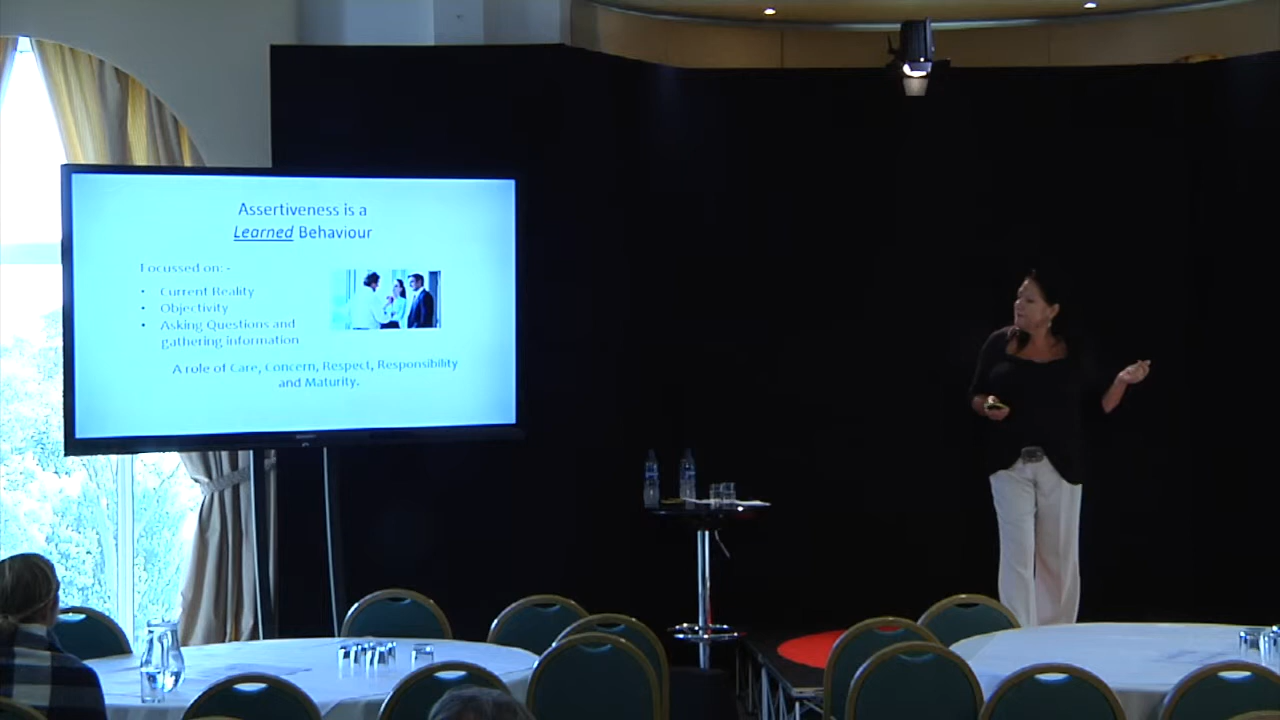 Assertiveness is a
Learned Behaviour
Focussed on: -
• Current Reality
• Objectivity
• Asking Questions and
gathering information
A role of Care, Concern, Respect, Responsibility
and Maturity.